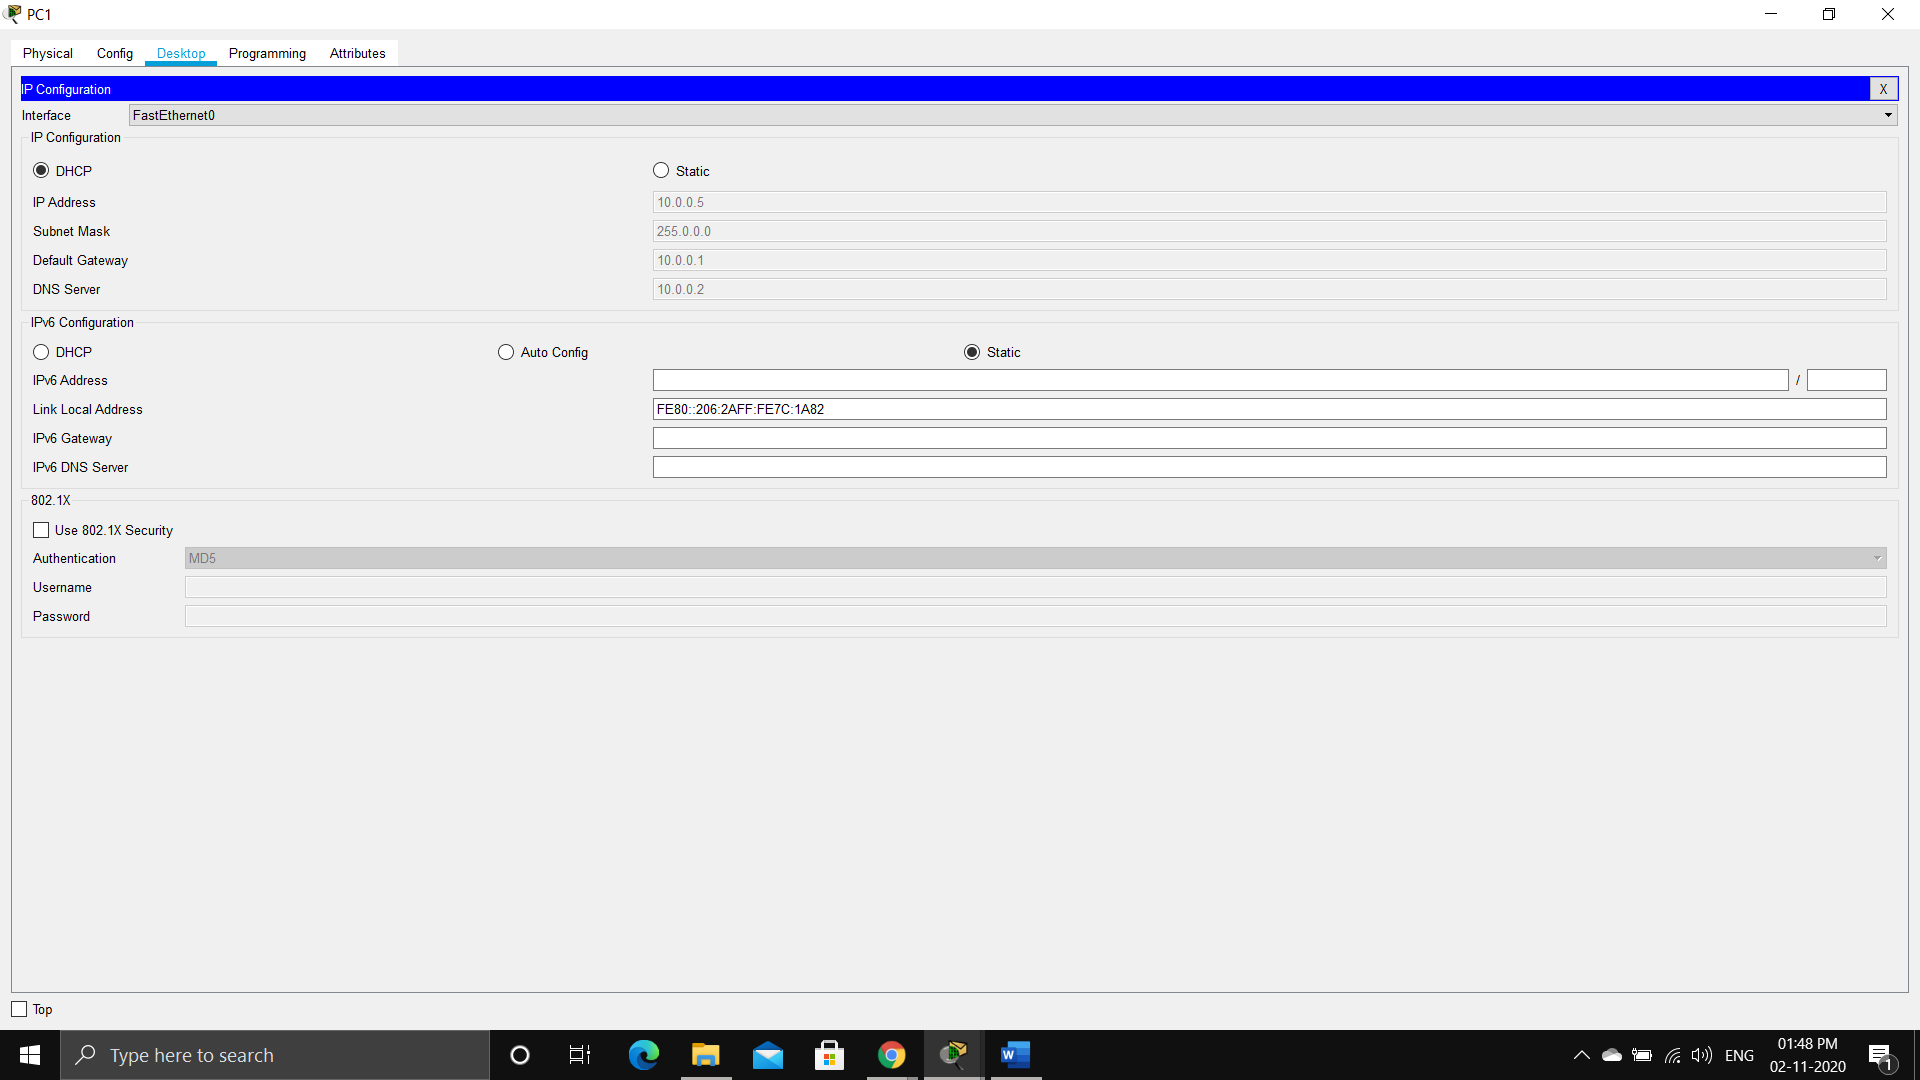 PC1
Physical Config Desktop Programming Attributes
IP Configuration X
Interface FastEthernet0
IP Configuration
DHCP Static
IP Address 10.0.0.5
Subnet Mask 255.0.0.0
Default Gateway 10.0.0.1
DNS Server 10.0.0.2
IPv6 Configuration
DHCP Auto Config Static
IPv6 Address /
Link Local Address FE80::206:2AFF:FE7C:1A82
IPv6 Gateway
IPv6 DNS Server
802.1X
Use 802.1X Security
Authentication MD5
Username
Password
Top
Type here to search ENG 01:48 PM
02-11-2020 1